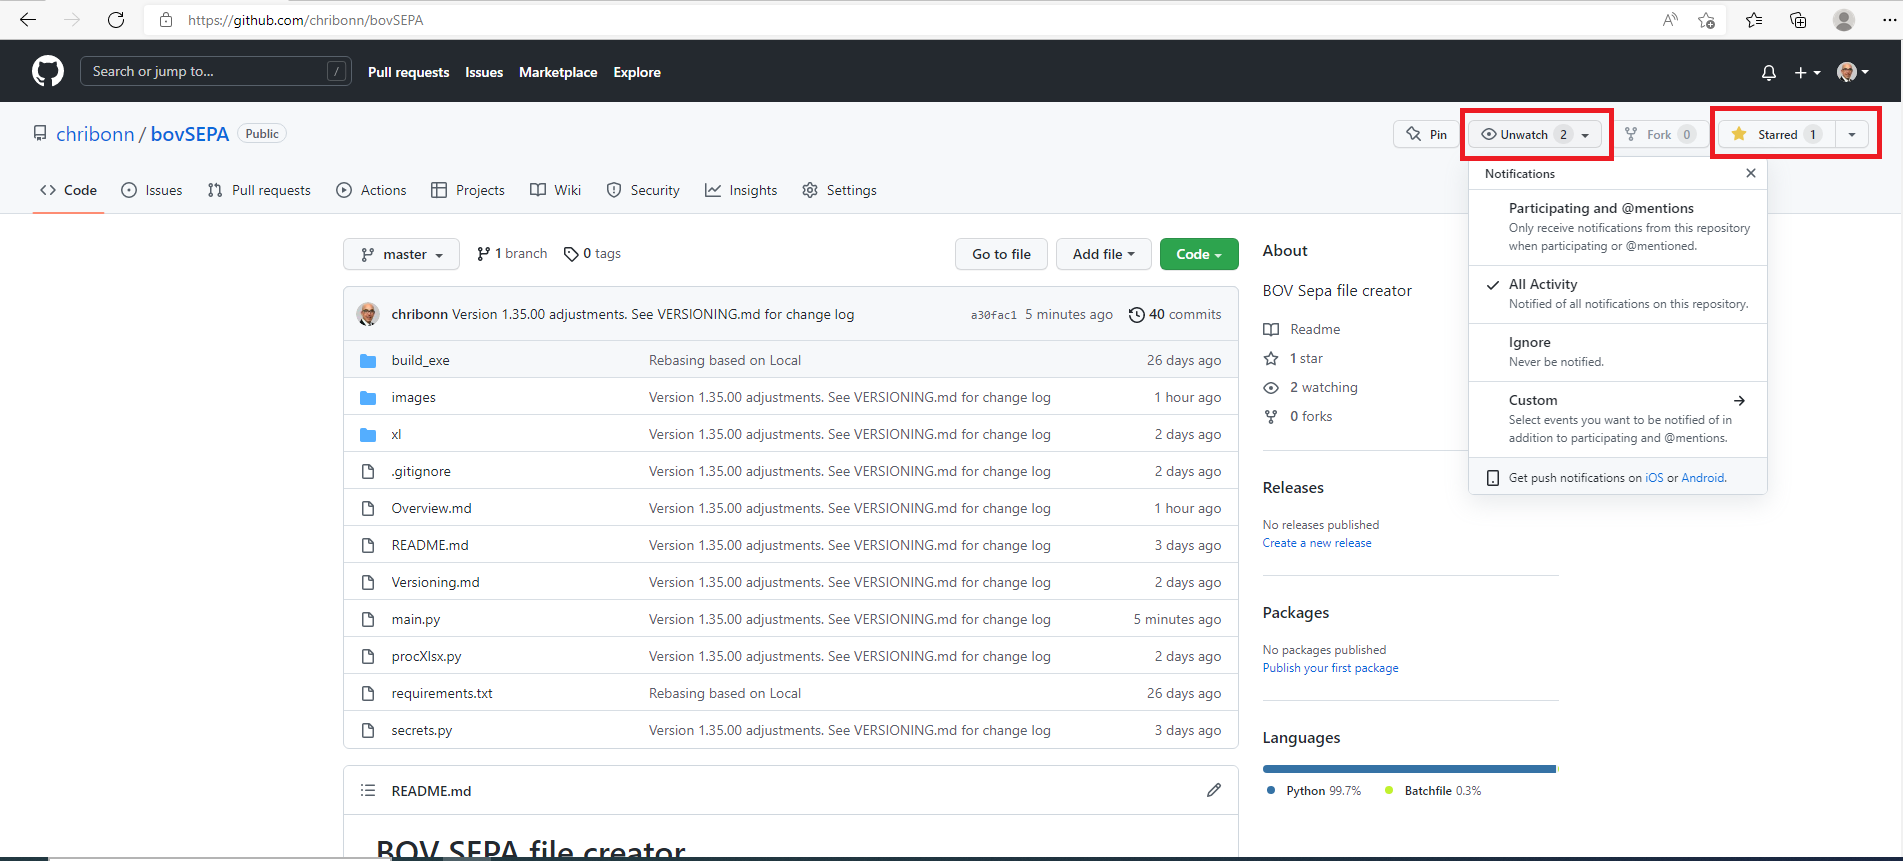 https://github.com/chribonn/bovSEPA
Search or jump to... /
Pull requests Issues Marketplace Explore
chribonn / bovSEPA Public
Pin Unwatch 2 Fork 0 Starred 1
Code Issues Pull requests Actions Projects Wiki Security Insights Settings
Notifications
Participating and @mentions
Only receive notifications from this repository
when participating or @mentioned.
All Activity
Notified of all notifications on this repository.
Ignore
Never be notified.
Custom
Select events you want to be notified of in
addition to participating and @mentions.
Get push notifications on iOS or Android.
master 1 branch 0 tags Go to file Add file Code
chribonn Version 1.35.00 adjustments. See VERSIONING.md for change log a30fac1 5 minutes ago 40 commits
build_exe Rebasing based on Local 26 days ago
images Version 1.35.00 adjustments. See VERSIONING.md for change log 1 hour ago
xl Version 1.35.00 adjustments. See VERSIONING.md for change log 2 days ago
.gitignore Version 1.35.00 adjustments. See VERSIONING.md for change log 2 days ago
Overview.md Version 1.35.00 adjustments. See VERSIONING.md for change log 1 hour ago
README.md Version 1.35.00 adjustments. See VERSIONING.md for change log 3 days ago
Versioning.md Version 1.35.00 adjustments. See VERSIONING.md for change log 2 days ago
main.py Version 1.35.00 adjustments. See VERSIONING.md for change log 5 minutes ago
procXlsx.py Version 1.35.00 adjustments. See VERSIONING.md for change log 2 days ago
requirements.txt Rebasing based on Local 26 days ago
secrets.py Version 1.35.00 adjustments. See VERSIONING.md for change log 3 days ago
README.md
BOV SEPA file creator
About
BOV Sepa file creator
Readme
1 star
2 watching
0 forks
Releases
No releases published
Create a new release
Packages
No packages published
Publish your first package
Languages
Python 99.7% Batchfile 0.3%